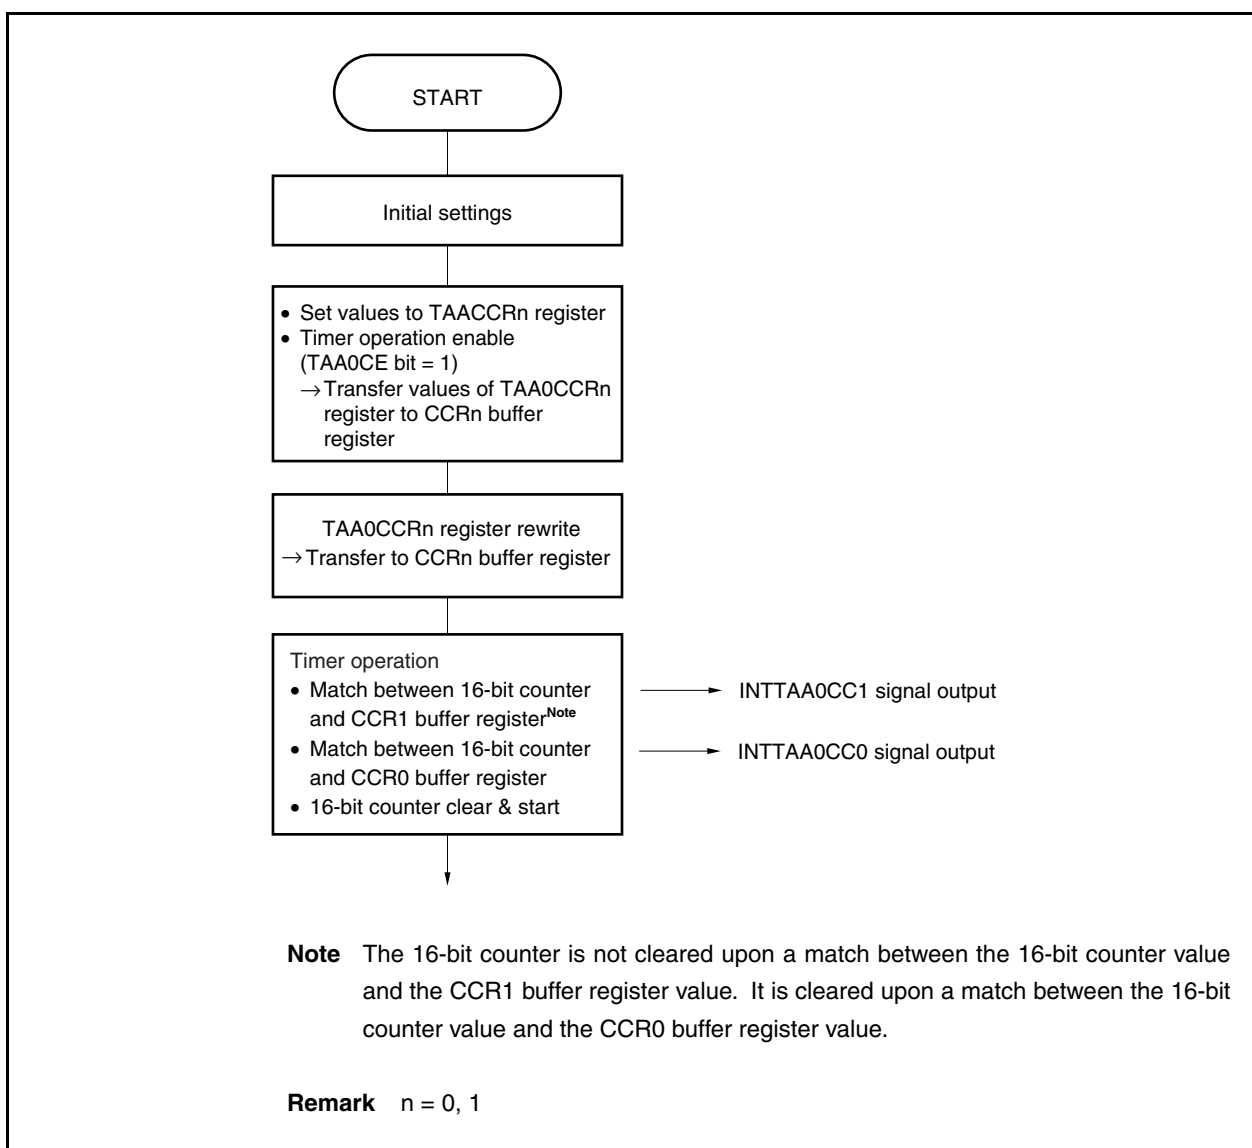 START
Initial settings
• Set values to TAACCRn register
• Timer operation enable
(TAA0CE bit = 1)
→ Transfer values of TAA0CCRn
register to CCRn buffer
register
TAA0CCRn register rewrite
→ Transfer to CCRn buffer register
Timer operation
• Match between 16-bit counter
and CCR1 buffer registerNote
→ INTTAA0CC1 signal output
• Match between 16-bit counter
and CCR0 buffer register
→ INTTAA0CC0 signal output
• 16-bit counter clear & start
Note The 16-bit counter is not cleared upon a match between the 16-bit counter value
and the CCR1 buffer register value. It is cleared upon a match between the 16-bit
counter value and the CCR0 buffer register value.
Remark n = 0, 1